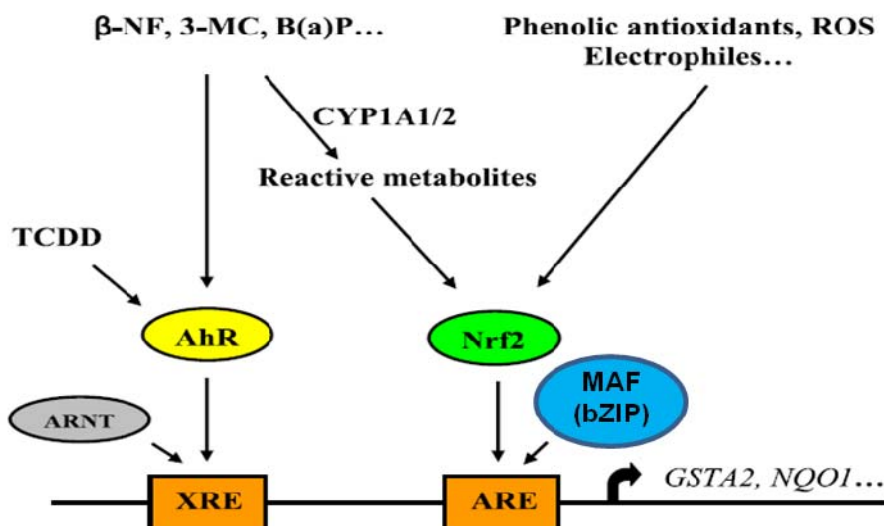 β-NF, 3-MC, B(a)P...
Phenolic antioxidants, ROS
Electrophiles...
CYP1A1/2
Reactive metabolites
TCDD
AhR
Nrf2
MAF
(bZIP)
ARNT
XRE
ARE
GSTA2, NQO1...